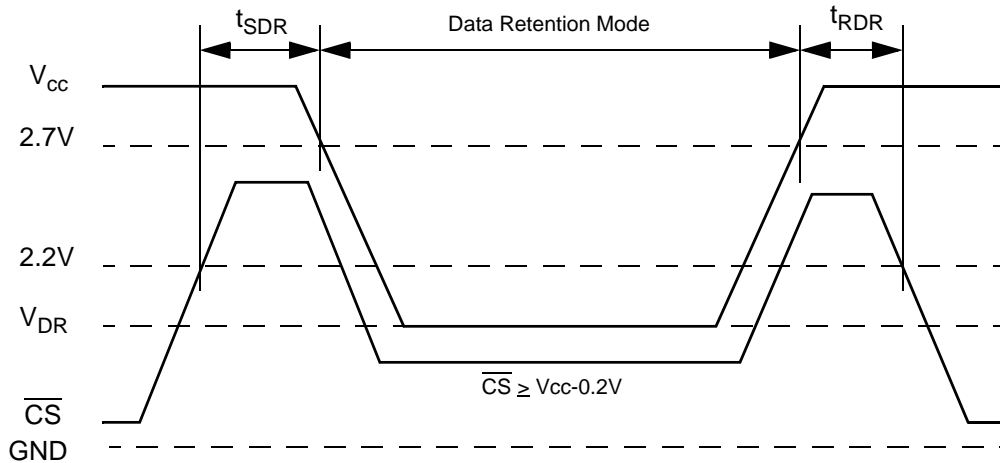 tSDR
Data Retention Mode
tRDR
Vcc
2.7V
2.2V
VDR
CS ≥ Vcc-0.2V
CS
GND